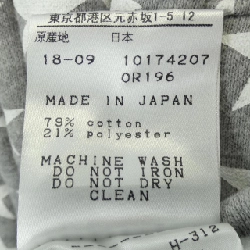 東京都港区元赤坂1-5-12
原産地 日本
18-09 10174207
0R196
MADE IN JAPAN
79% cotton
21% polyester
MACHINE WASH
DO NOT IRON
DO NOT DRY
CLEAN
H-312